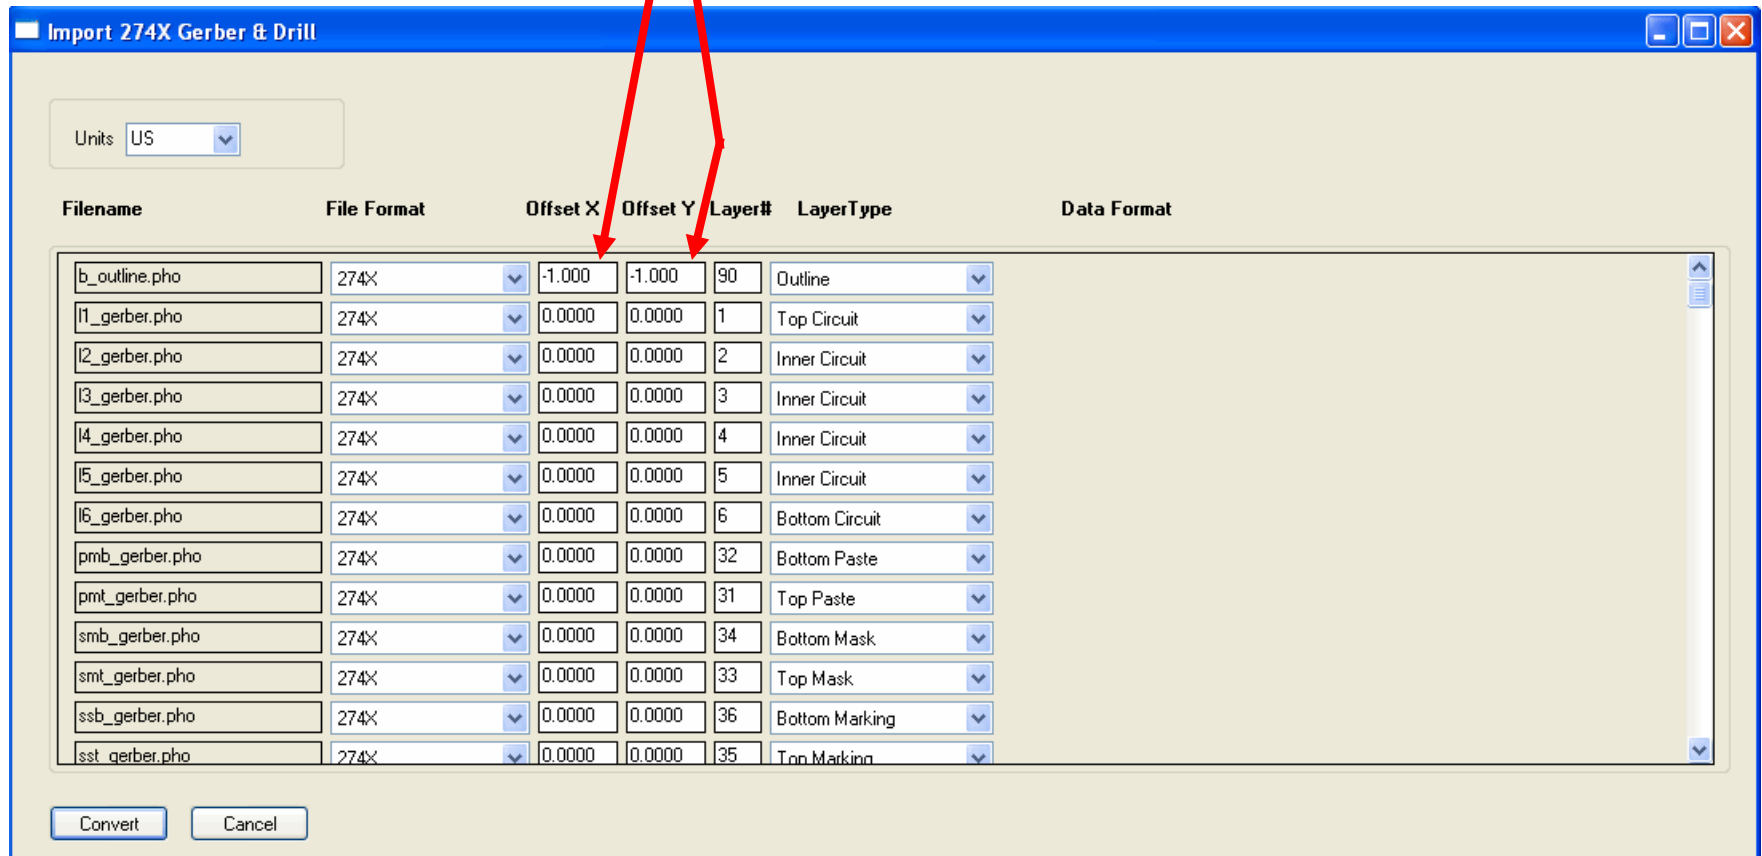 Import 274X Gerber & Drill
Units US
Filename File Format Offset X Offset Y Layer# LayerType Data Format
b_outline.pho 274X -1.000 -1.000 90 Outline
l1_gerber.pho 274X 0.0000 0.0000 1 Top Circuit
l2_gerber.pho 274X 0.0000 0.0000 2 Inner Circuit
l3_gerber.pho 274X 0.0000 0.0000 3 Inner Circuit
l4_gerber.pho 274X 0.0000 0.0000 4 Inner Circuit
l5_gerber.pho 274X 0.0000 0.0000 5 Inner Circuit
l6_gerber.pho 274X 0.0000 0.0000 6 Bottom Circuit
pmb_gerber.pho 274X 0.0000 0.0000 32 Bottom Paste
pmt_gerber.pho 274X 0.0000 0.0000 31 Top Paste
smb_gerber.pho 274X 0.0000 0.0000 34 Bottom Mask
smt_gerber.pho 274X 0.0000 0.0000 33 Top Mask
ssb_gerber.pho 274X 0.0000 0.0000 36 Bottom Marking
sst_gerber.pho 274X 0.0000 0.0000 35 Top Marking
Convert Cancel